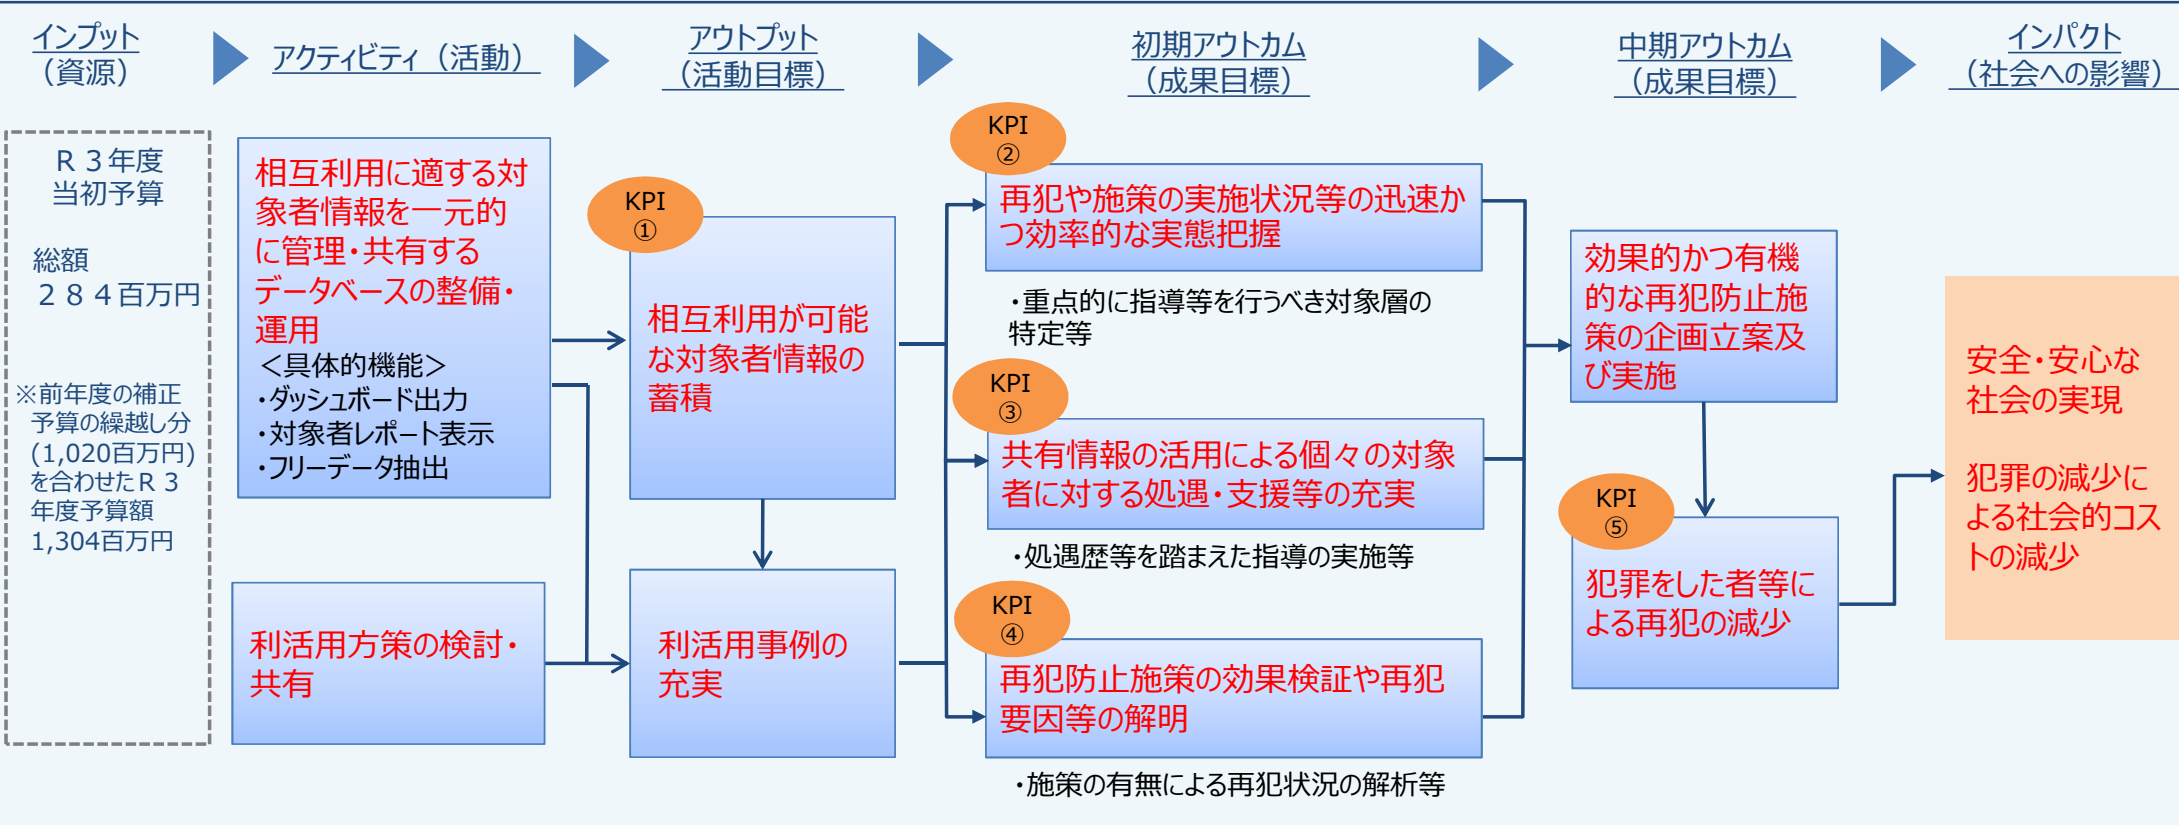 インプット
（資源）
アクティビティ（活動）
アウトプット
（活動目標）
初期アウトカム
（成果目標）
中期アウトカム
（成果目標）
インパクト
（社会への影響）
Ｒ３年度
当初予算
総額
２８４百万円
※前年度の補正
予算の繰越し分
(1,020百万円)
を合わせたＲ３
年度予算額
1,304百万円
相互利用に適する対
象者情報を一元的
に管理・共有する
データベースの整備・
運用
＜具体的機能＞
・ダッシュボード出力
・対象者レポート表示
・フリーデータ抽出
利活用方策の検討・
共有
KPI
①
相互利用が可能
な対象者情報の
蓄積
利活用事例の
充実
KPI
②
再犯や施策の実施状況等の迅速か
つ効率的な実態把握
・重点的に指導等を行うべき対象層の
特定等
KPI
③
共有情報の活用による個々の対象
者に対する処遇・支援等の充実
・処遇歴等を踏まえた指導の実施等
KPI
④
再犯防止施策の効果検証や再犯
要因等の解明
・施策の有無による再犯状況の解析等
効果的かつ有機
的な再犯防止施
策の企画立案及
び実施
KPI
⑤
犯罪をした者等に
よる再犯の減少
安全・安心な
社会の実現
犯罪の減少に
よる社会的コス
トの減少